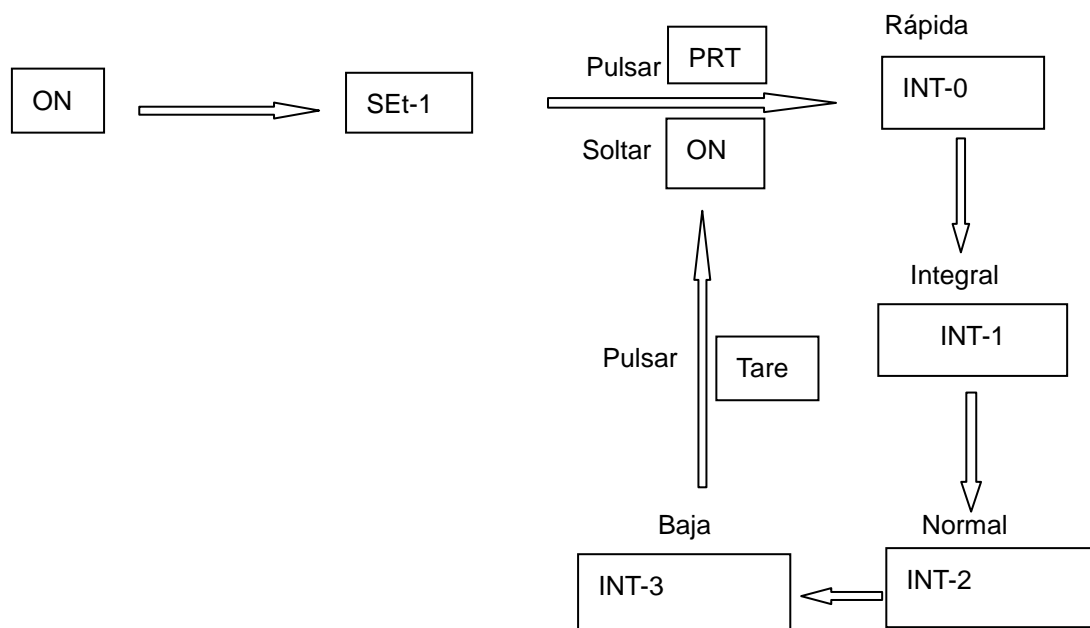 Rápida
ON
SEt-1
Pulsar
PRT
INT-0
Soltar
ON
Integral
INT-1
Pulsar
Tare
Baja
Normal
INT-3
INT-2